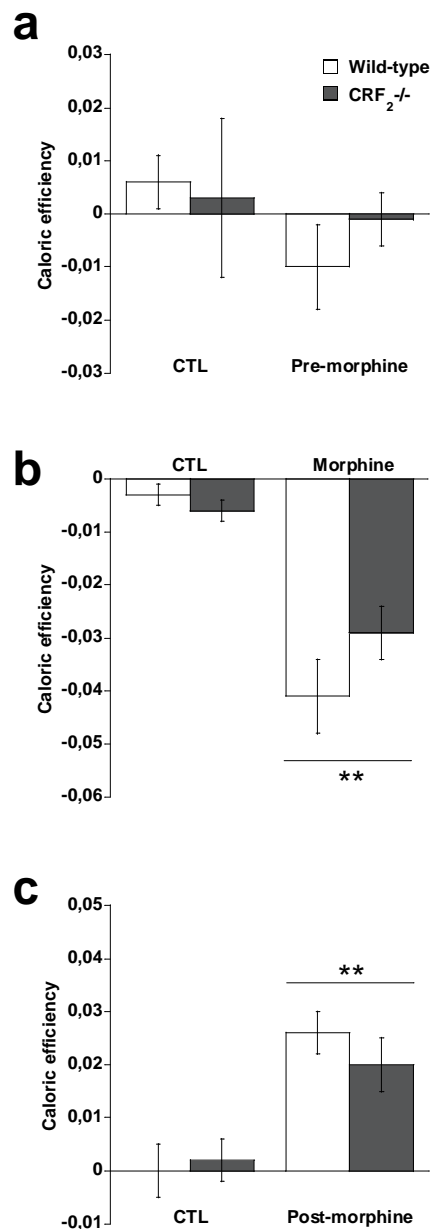 a
0,03
Wild-type
CRF2-/-
0,02
0,01
0
-0,01
-0,02
-0,03
Caloric efficiency
CTL Pre-morphine
b
CTL Morphine
0
-0,01
-0,02
-0,03
-0,04
-0,05
-0,06
Caloric efficiency
**
c
0,05
0,04
0,03
0,02
0,01
0
-0,01
Caloric efficiency
**
CTL Post-morphine